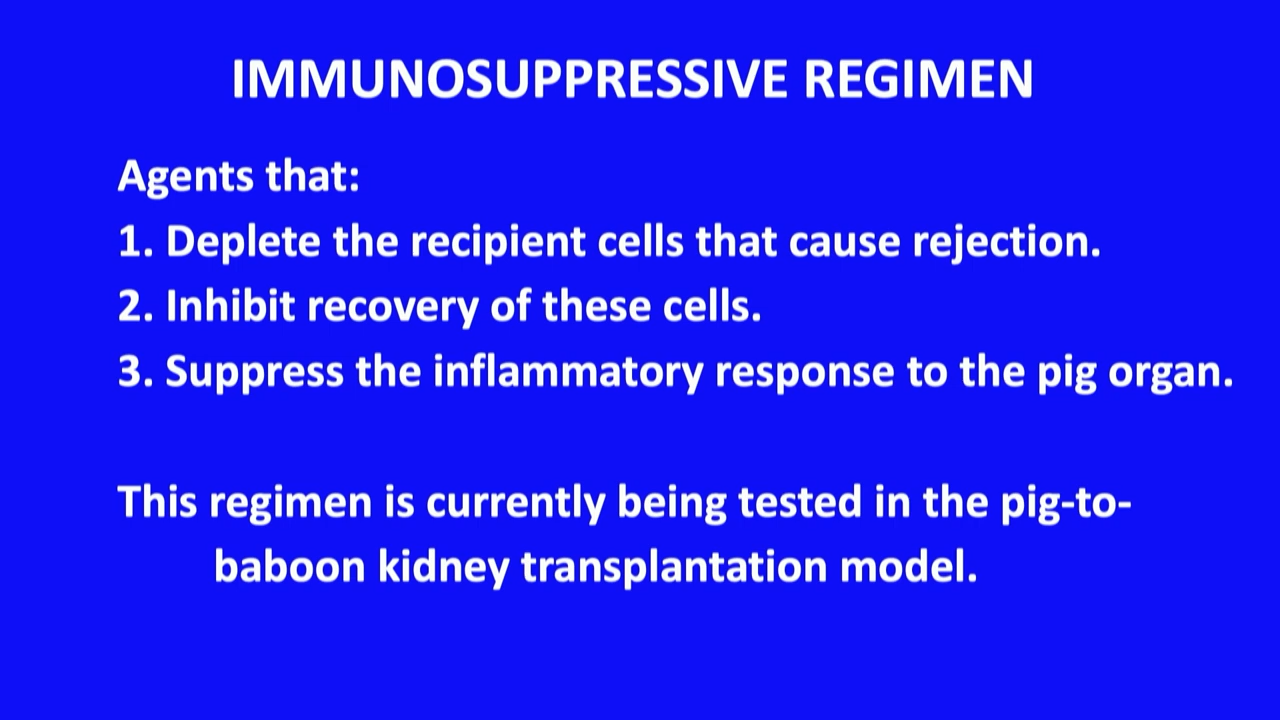 IMMUNOSUPPRESSIVE REGIMEN
Agents that:
1. Deplete the recipient cells that cause rejection.
2. Inhibit recovery of these cells.
3. Suppress the inflammatory response to the pig organ.
This regimen is currently being tested in the pig-to-
baboon kidney transplantation model.